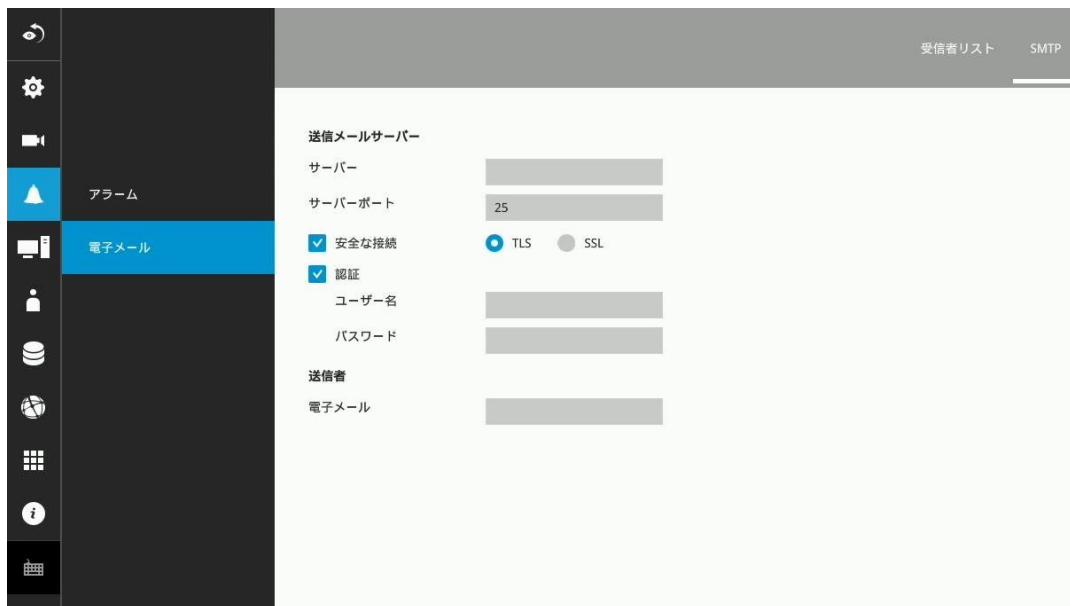 受信者リスト SMTP
アラーム
電子メール
送信メールサーバー
サーバー
サーバーポート 25
安全な接続 TLS SSL
認証
ユーザー名
パスワード
送信者
電子メール